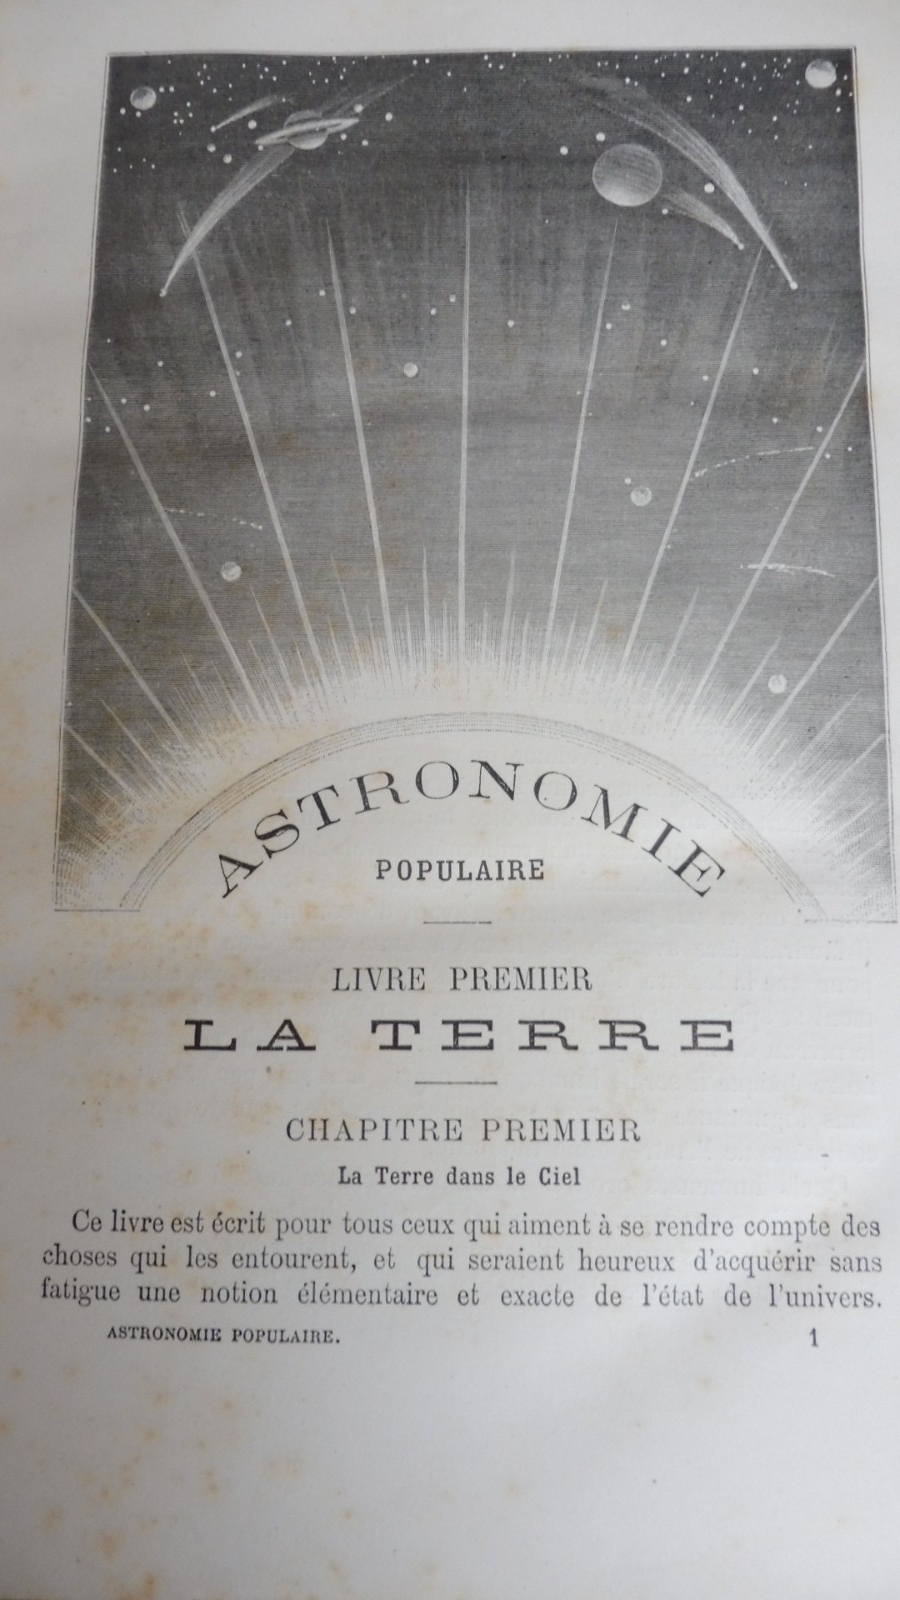 ASTRONOMIE
POPULAIRE
LIVRE PREMIER
LA TERRE
CHAPITRE PREMIER
La Terre dans le Ciel
Ce livre est écrit pour tous ceux qui aiment à se rendre compte des
choses qui les entourent, et qui seraient heureux d'acquérir sans
fatigue une notion élémentaire et exacte de l'état de l'univers.
ASTRONOMIE POPULAIRE. 1